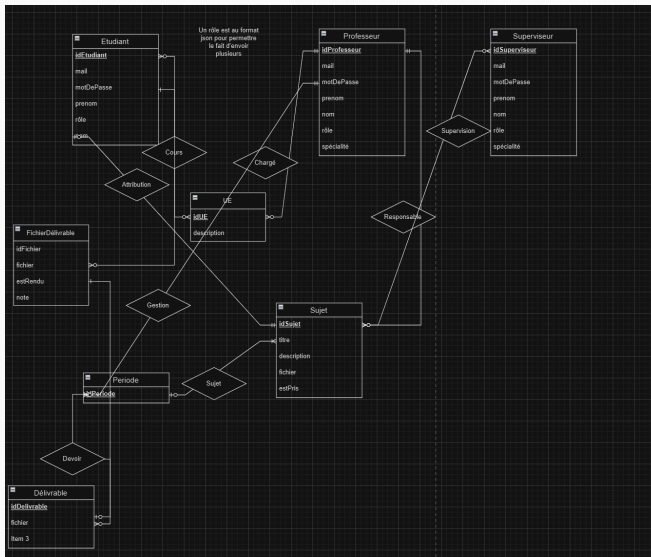 Etudiant
idEtudiant
mail
motDePasse
prenom
rôle
nom
Un rôle est au format
json pour permettre
le fait d'envoir
plusieurs
Professeur
idProfesseur
mail
motDePasse
prenom
nom
rôle
spécialité
Superviseur
idSuperviseur
mail
motDePasse
prenom
nom
rôle
spécialité
Supervision
Cours
Chargé
Attribution
UE
idUE
description
Responsable
FichierDélivrable
idFichier
fichier
estRendu
note
Gestion
Sujet
idSujet
titre
description
fichier
estPris
Periode
idPeriode
Sujet
Devoir
Délivrable
idDelivrable
fichier
Item 3